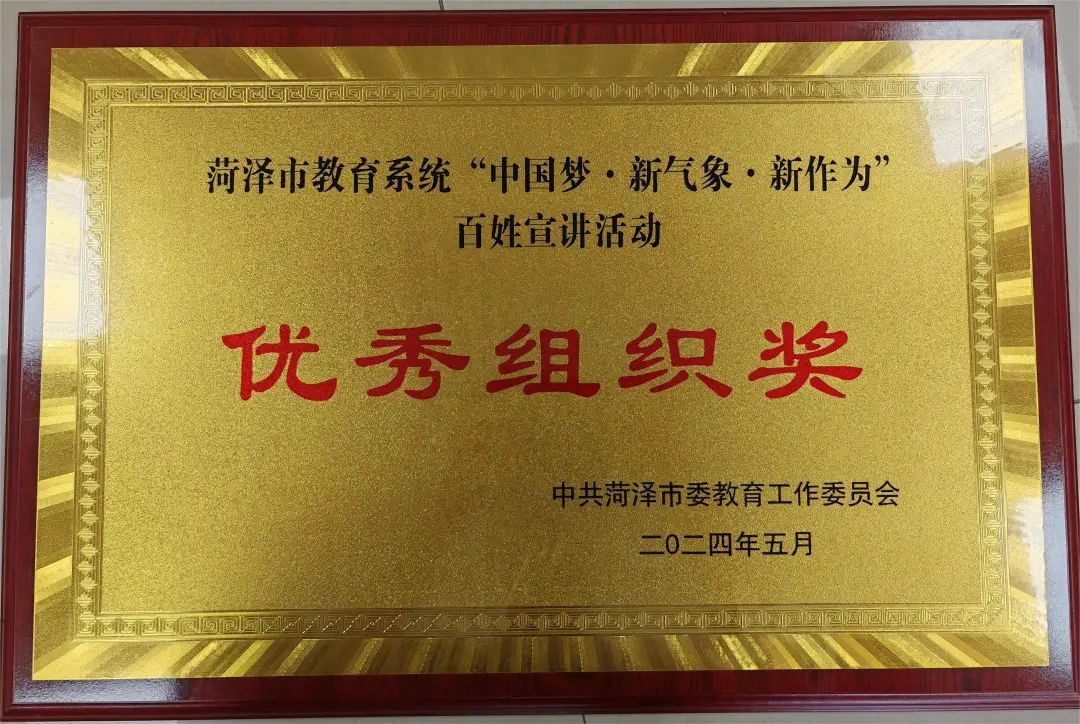 菏泽市教育系统“中国梦·新气象·新作为”
百姓宣讲活动
优秀组织奖
中共菏泽市委教育工作委员会
二0二四年五月